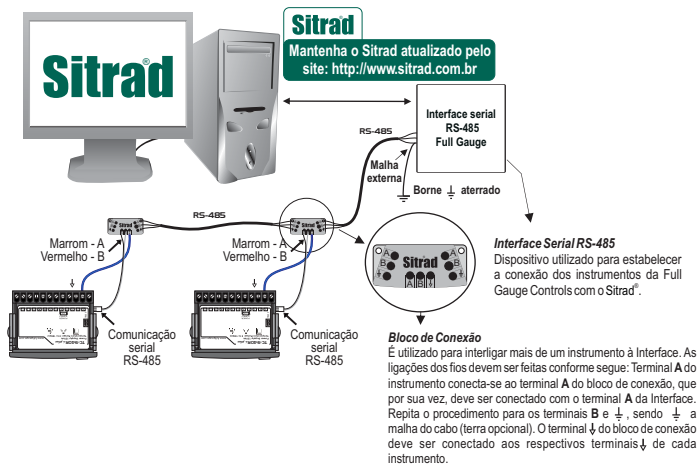 Sitrad®
Sitrad
Mantenha o Sitrad atualizado pelo
site: http://www.sitrad.com.br
Interface serial
RS-485
Full Gauge
RS-485
Malha
externa
Borne ⏚ aterrado
RS-485
Sitrad
Marrom - A
Vermelho - B
Sitrad
Marrom - A
Vermelho - B
A
B
Sitrad
A
B
A B
Comunicação
serial
RS-485
Comunicação
serial
RS-485
Interface Serial RS-485
Dispositivo utilizado para estabelecer
a conexão dos instrumentos da Full
Gauge Controls com o Sitrad®.
Bloco de Conexão
É utilizado para interligar mais de um instrumento à Interface. As
ligações dos fios devem ser feitas conforme segue: Terminal A do
instrumento conecta-se ao terminal A do bloco de conexão, que
por sua vez, deve ser conectado com o terminal A da Interface.
Repita o procedimento para os terminais B e ⏚, sendo ⏚ a
malha do cabo (terra opcional). O terminal ↓ do bloco de conexão
deve ser conectado aos respectivos terminais ↓ de cada
instrumento.